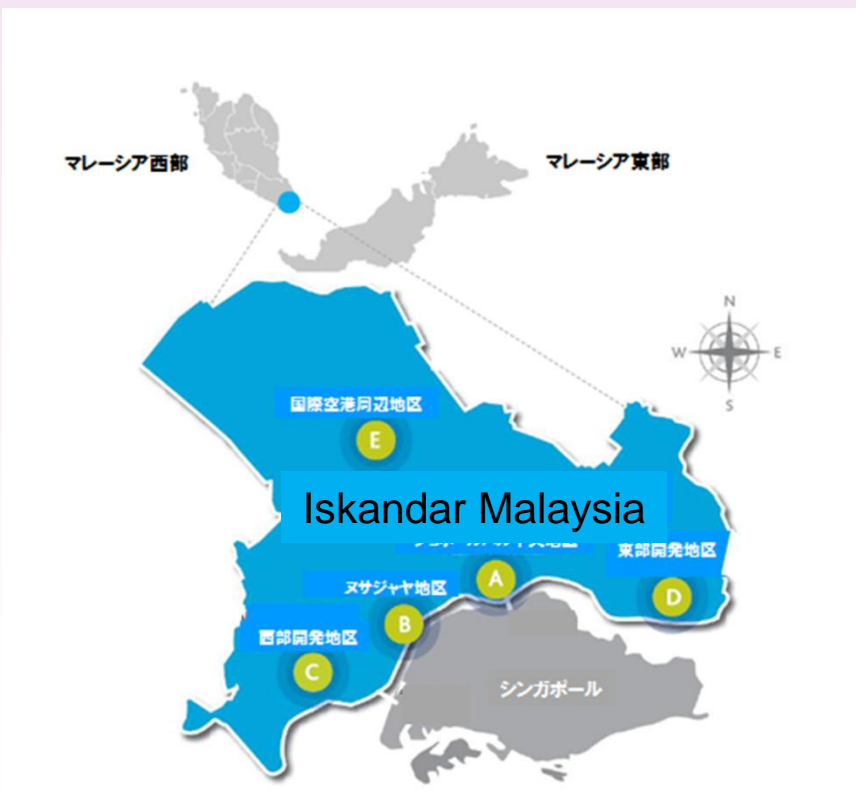 マレーシア西部
マレーシア東部
N
W
E
S
国際空港周辺地区
E
Iskandar Malaysia
東部開発地区
A
ヌサジャヤ地区
D
B
西部開発地区
C
シンガポール